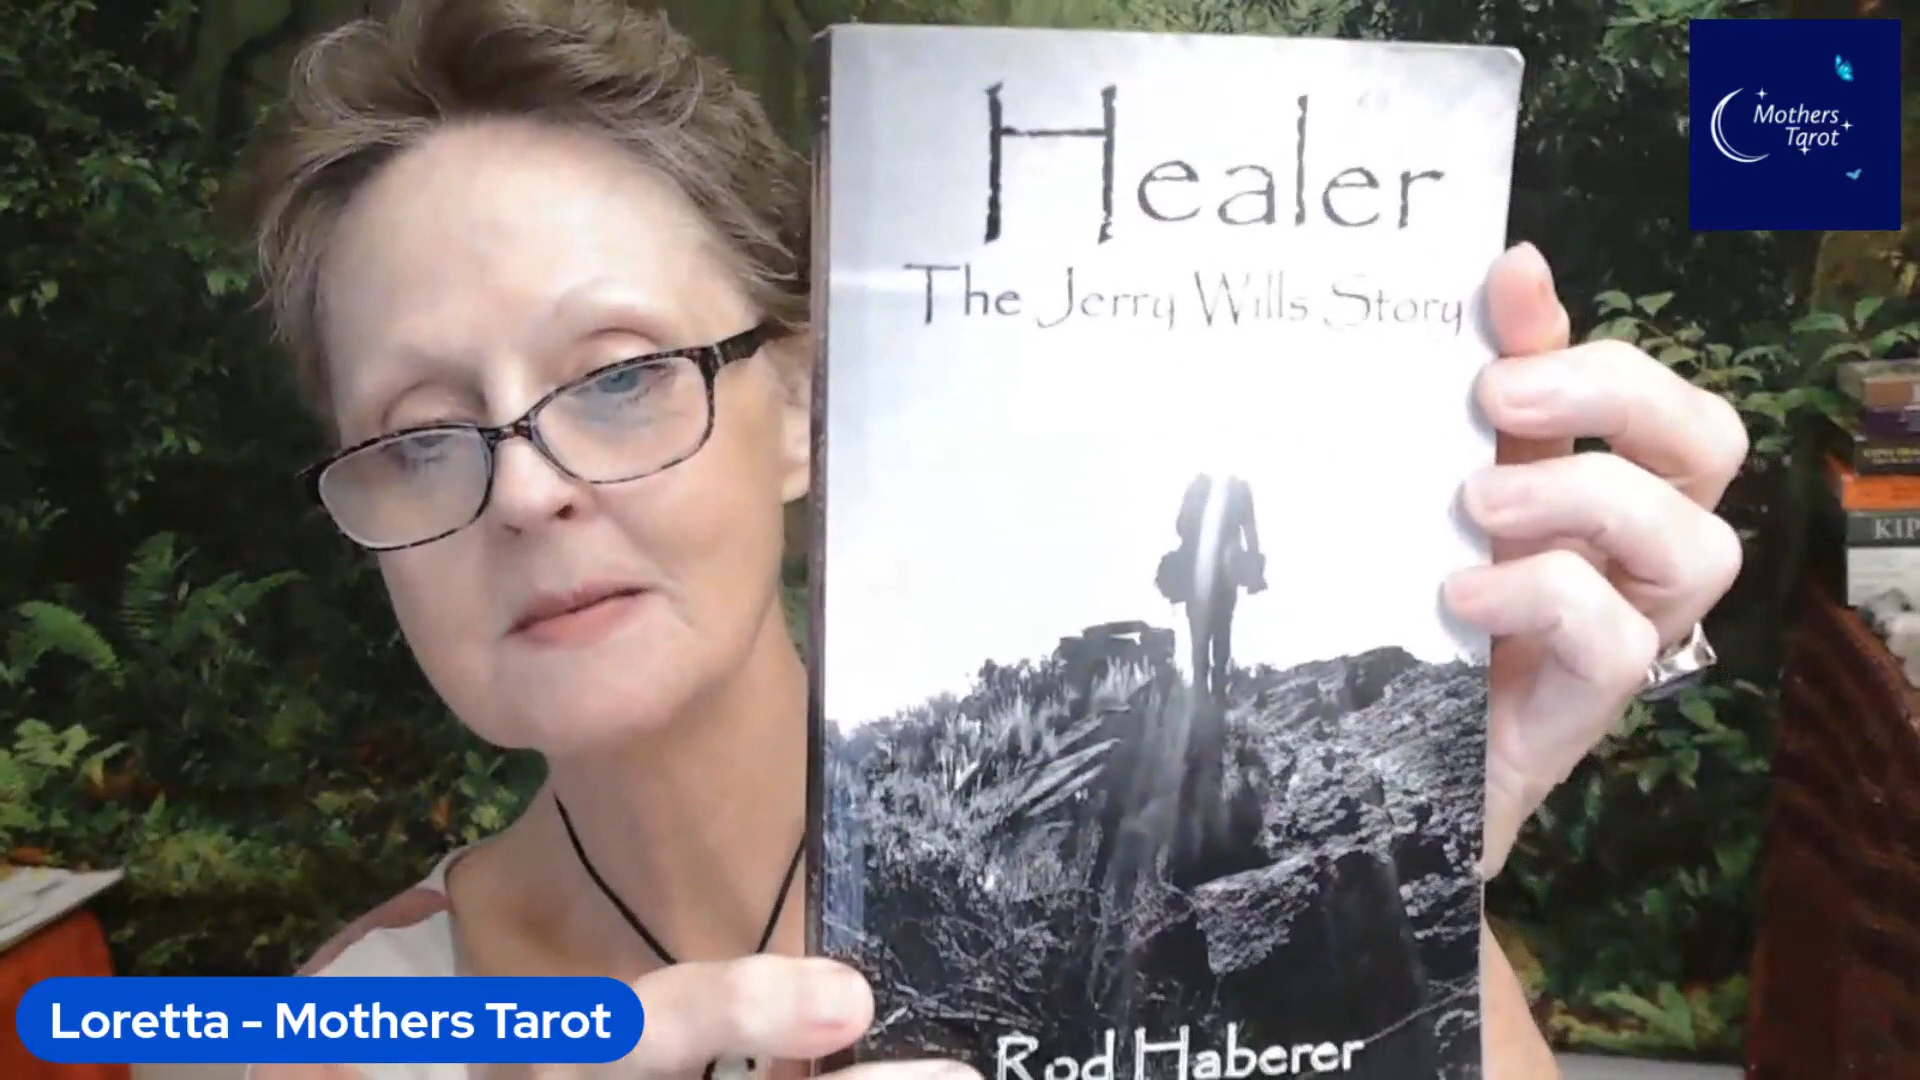 Healer
The Jerry Wills Story
Rod Haberer
Mothers
Tarot
KIP
Loretta - Mothers Tarot